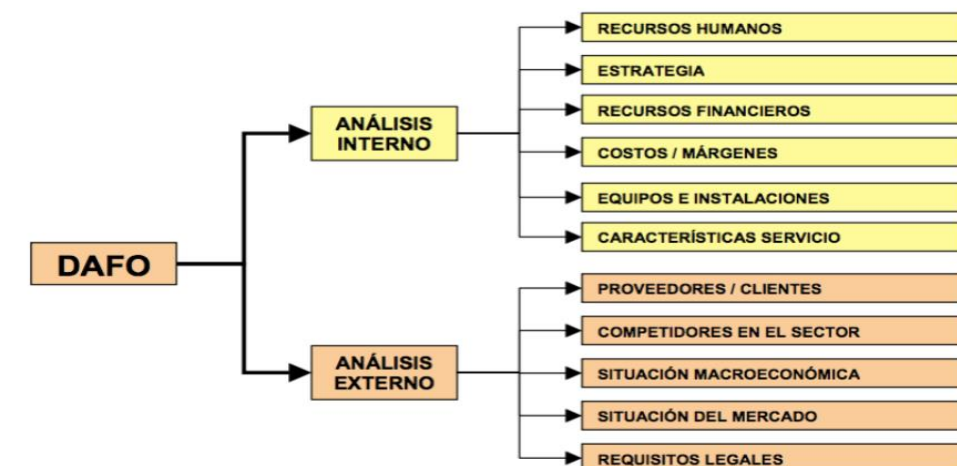 DAFO
ANÁLISIS
INTERNO
RECURSOS HUMANOS
ESTRATEGIA
RECURSOS FINANCIEROS
COSTOS / MÁRGENES
EQUIPOS E INSTALACIONES
CARACTERÍSTICAS SERVICIO
ANÁLISIS
EXTERNO
PROVEEDORES / CLIENTES
COMPETIDORES EN EL SECTOR
SITUACIÓN MACROECONÓMICA
SITUACIÓN DEL MERCADO
REQUISITOS LEGALES